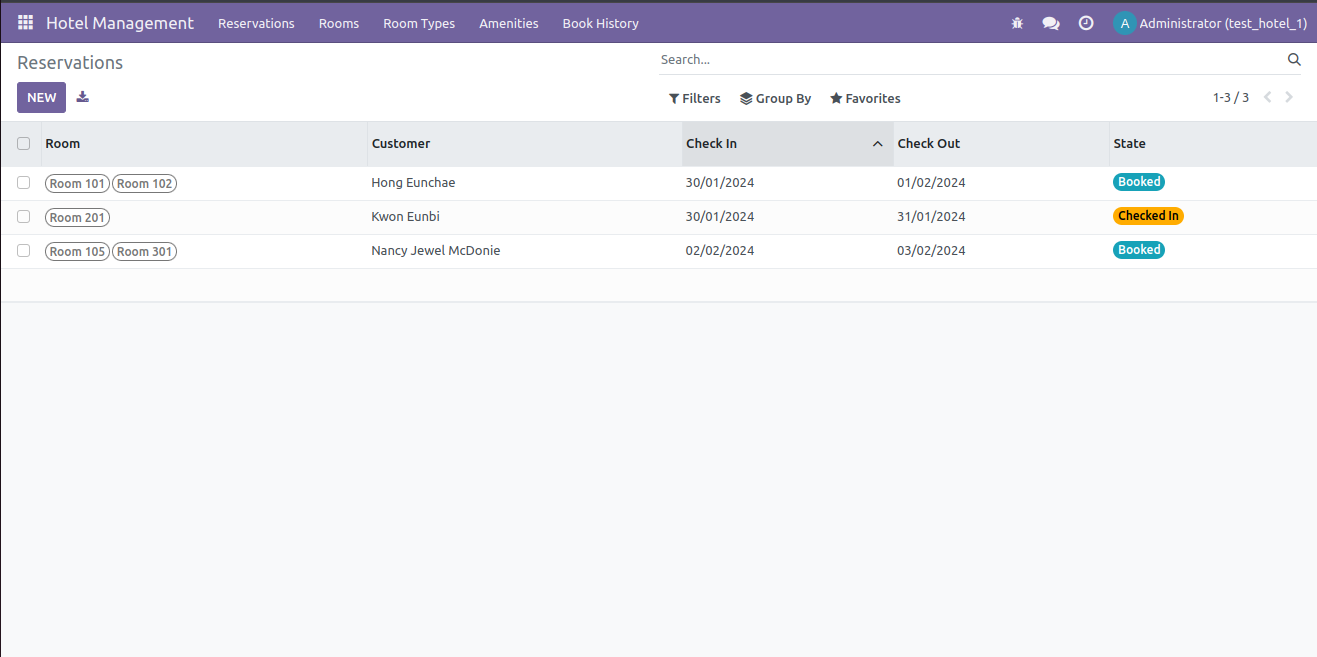 Hotel Management Reservations Rooms Room Types Amenities Book History A Administrator (test_hotel_1)
Reservations Search...
NEW Filters Group By Favorites 1-3 / 3
Room Customer Check In Check Out State
Room 101 Room 102 Hong Eunchae 30/01/2024 01/02/2024 Booked
Room 201 Kwon Eunbi 30/01/2024 31/01/2024 Checked In
Room 105 Room 301 Nancy Jewel McDonie 02/02/2024 03/02/2024 Booked